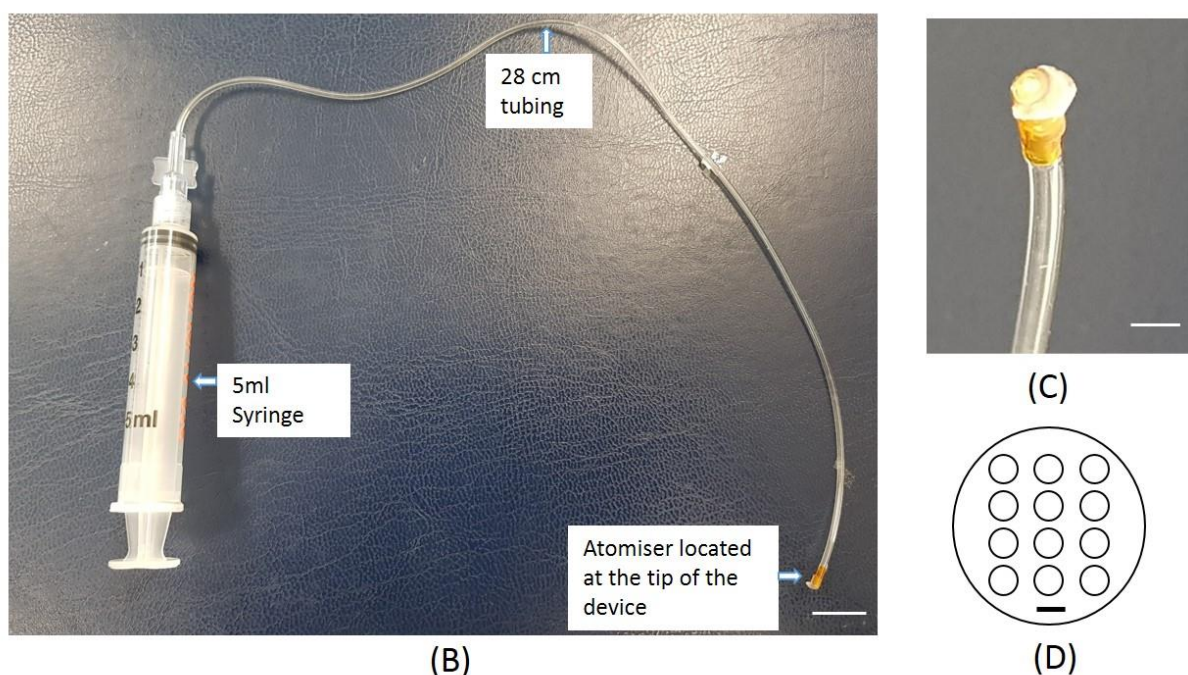 28 cm
tubing
1
2
3
4
5ml
5ml
Syringe
Atomiser located
at the tip of the
device
(B)
(C)
(D)